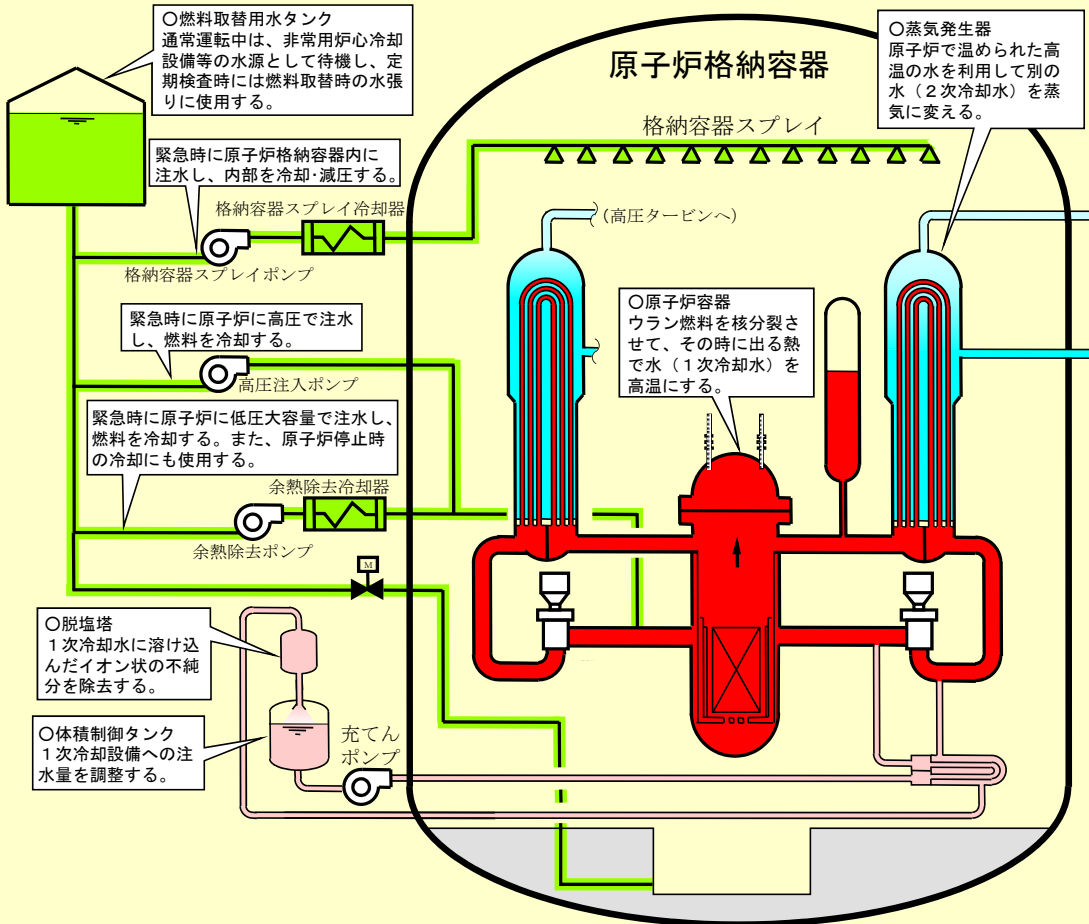 ○燃料取替用水タンク
通常運転中は、非常用炉心冷却
設備等の水源として待機し、定
期検査時には燃料取替時の水張
りに使用する。
原子炉格納容器
○蒸気発生器
原子炉で温められた高
温の水を利用して別の
水（２次冷却水）を蒸
気に変える。
格納容器スプレイ
緊急時に原子炉格納容器内に
注水し、内部を冷却･減圧する。
格納容器スプレイ冷却器
(高圧タービンへ)
格納容器スプレイポンプ
○原子炉容器
ウラン燃料を核分裂さ
せて、その時に出る熱
で水（１次冷却水）を
高温にする。
緊急時に原子炉に高圧で注水
し、燃料を冷却する。
高圧注入ポンプ
緊急時に原子炉に低圧大容量で注水し、
燃料を冷却する。また、原子炉停止時
の冷却にも使用する。
余熱除去冷却器
余熱除去ポンプ
M
○脱塩塔
１次冷却水に溶け込
んだイオン状の不純
分を除去する。
○体積制御タンク
１次冷却設備への注
水量を調整する。
充てん
ポンプ